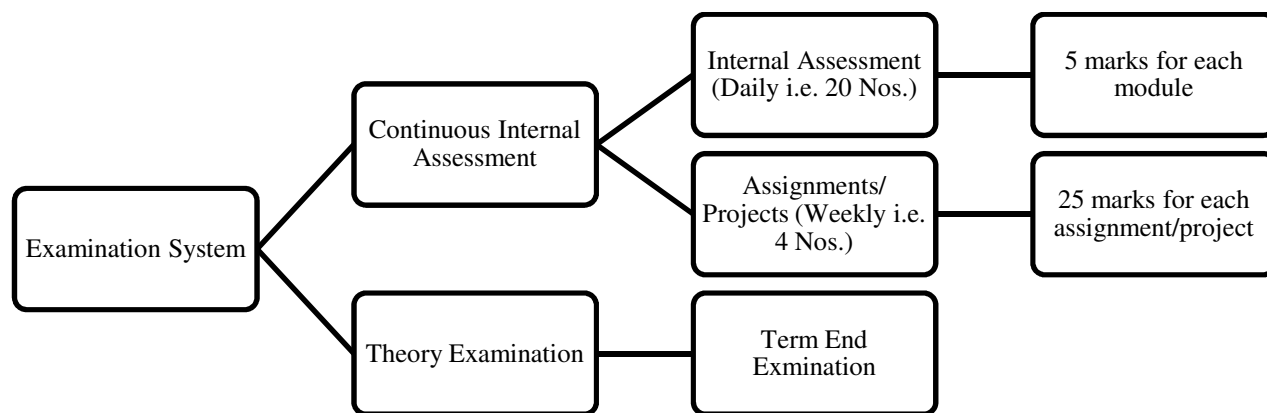 Examination System
Continuous Internal
Assessment
Internal Assessment
(Daily i.e. 20 Nos.)
5 marks for each
module
Assignments/
Projects (Weekly i.e.
4 Nos.)
25 marks for each
assignment/project
Theory Examination
Term End
Exmination